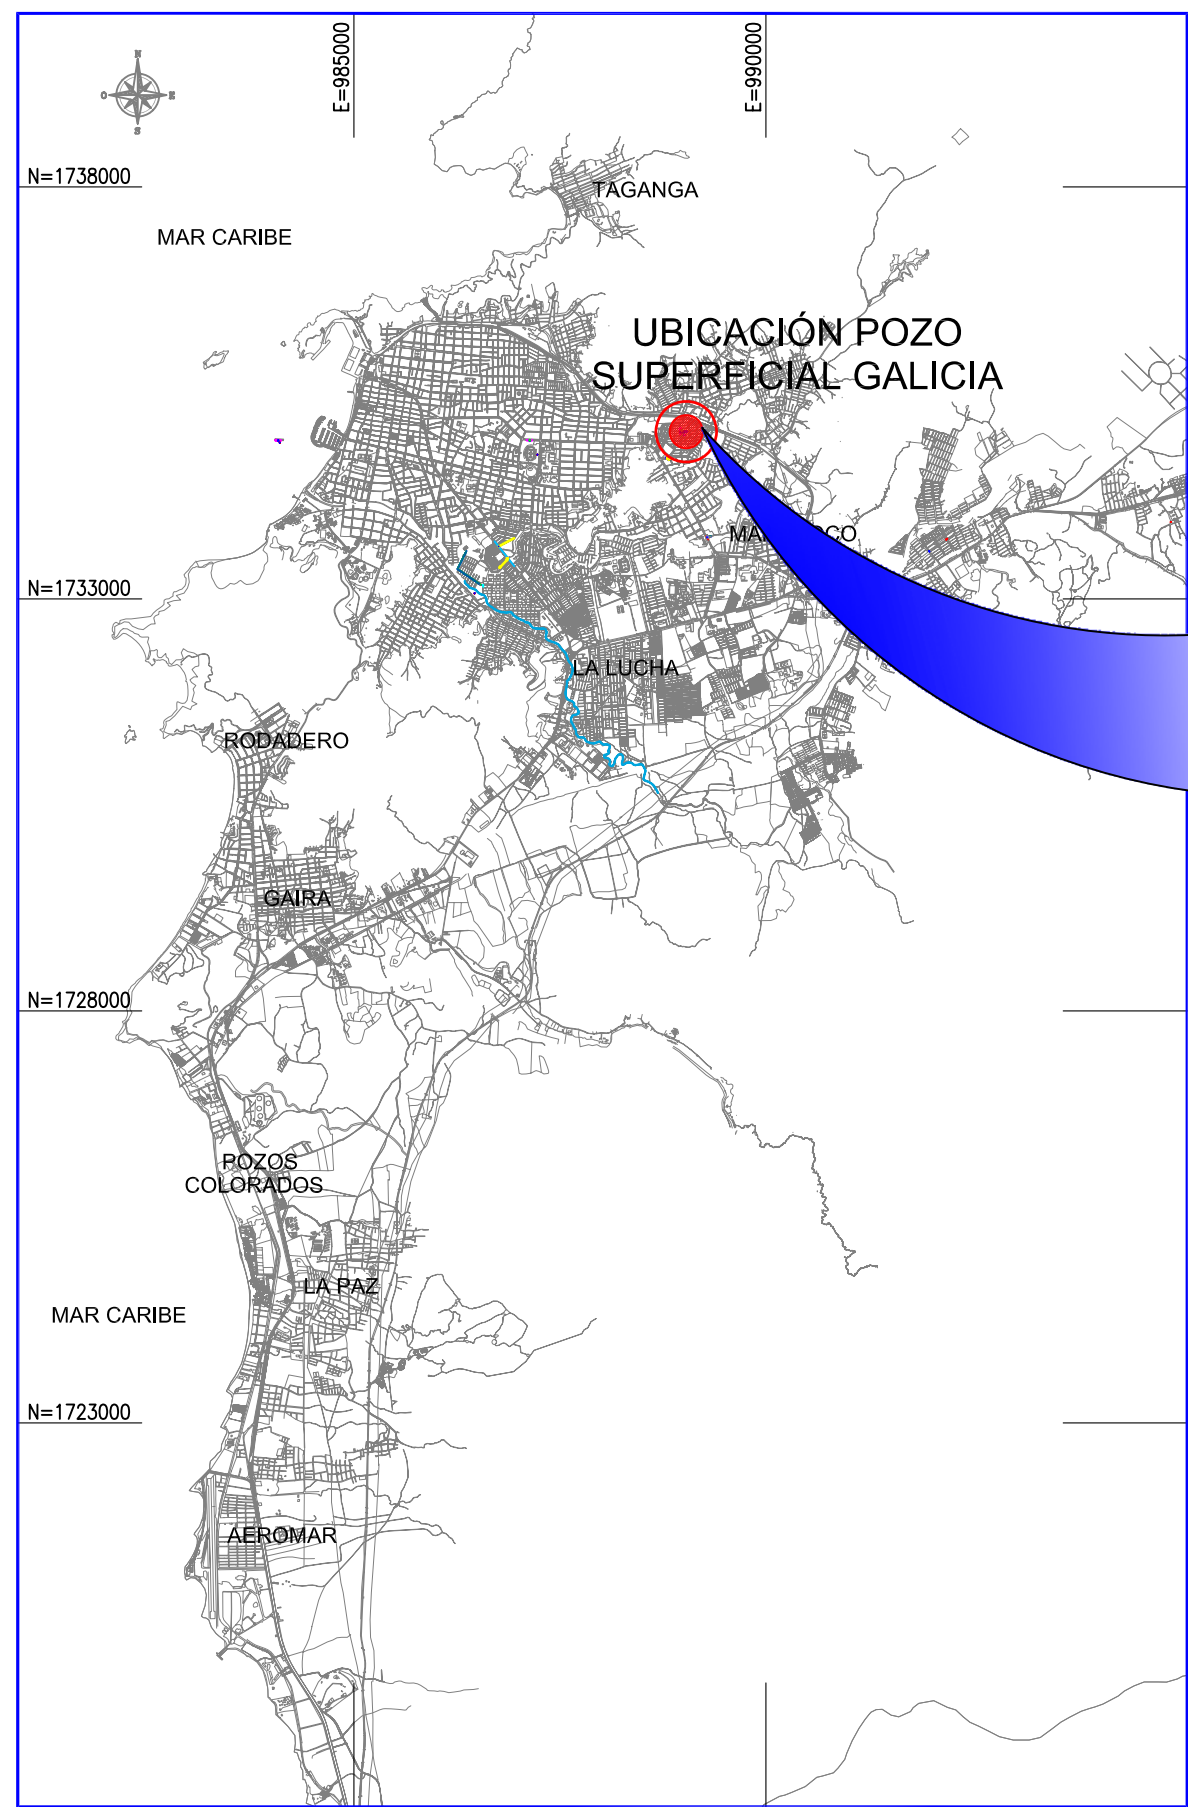 E=985000
E=990000
N
O
E
S
N=1738000
TAGANGA
MAR CARIBE
UBICACIÓN POZO
SUPERFICIAL GALICIA
N=1733000
LA LUCHA
RODADERO
GAIRA
N=1728000
POZOS
COLORADOS
LA PAZ
MAR CARIBE
N=1723000
AEROMAR